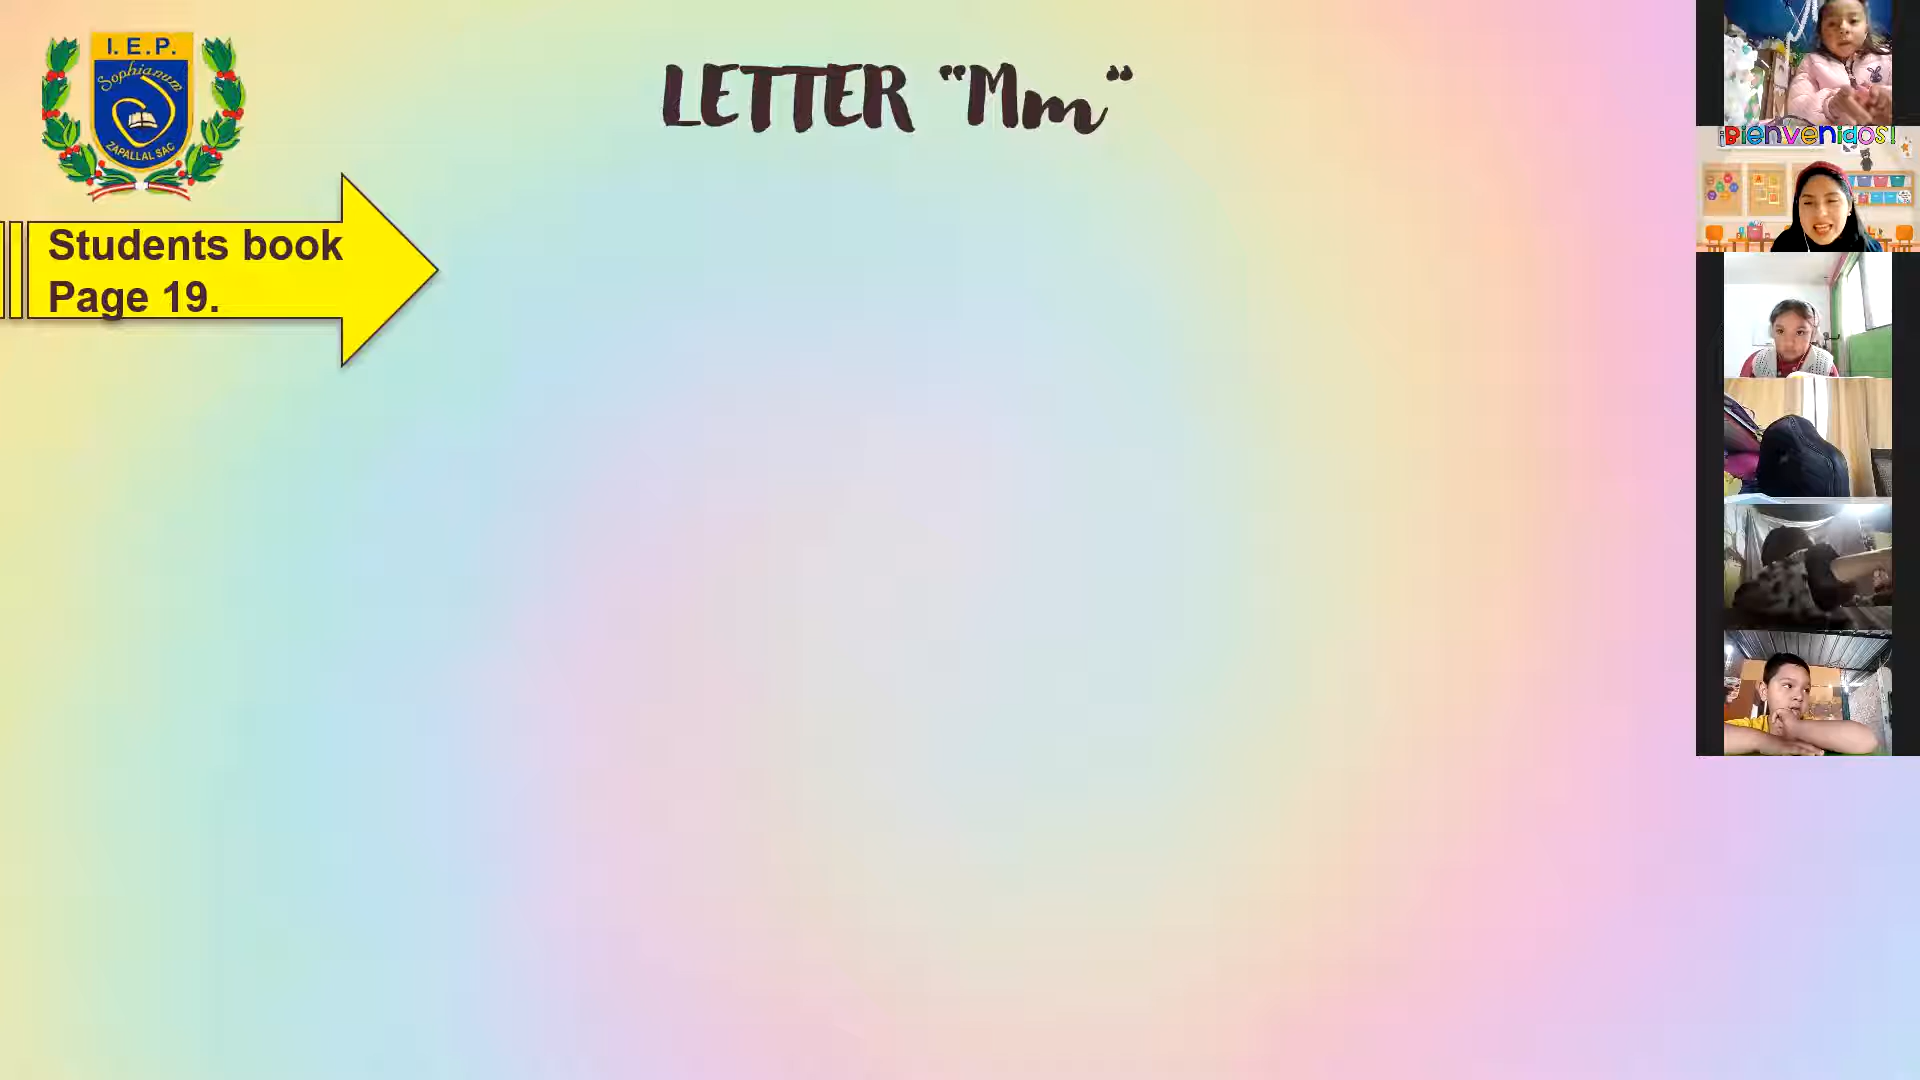 I. E. P.
Sophianum
ZAPALLAL SAC
LETTER "Mm"
Students book
Page 19.
¡Bienvenidos!